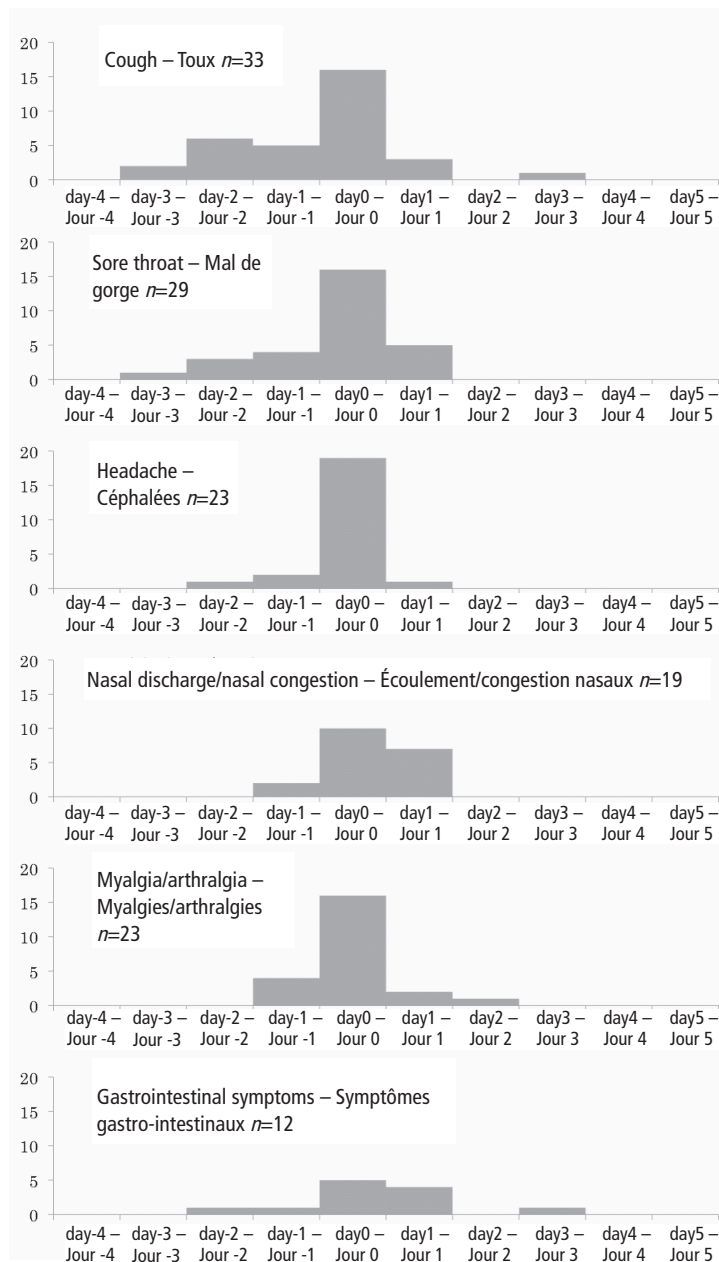 20
15
10
5
0
Cough – Toux n=33
day-4 – day-3 – day-2 – day-1 – day0 – day1 – day2 – day3 – day4 – day5 –
Jour -4 Jour -3 Jour -2 Jour -1 Jour 0 Jour 1 Jour 2 Jour 3 Jour 4 Jour 5
20
15
10
5
0
Sore throat – Mal de
gorge n=29
day-4 – day-3 – day-2 – day-1 – day0 – day1 – day2 – day3 – day4 – day5 –
Jour -4 Jour -3 Jour -2 Jour -1 Jour 0 Jour 1 Jour 2 Jour 3 Jour 4 Jour 5
20
15
10
5
0
Headache –
Céphalées n=23
day-4 – day-3 – day-2 – day-1 – day0 – day1 – day2 – day3 – day4 – day5 –
Jour -4 Jour -3 Jour -2 Jour -1 Jour 0 Jour 1 Jour 2 Jour 3 Jour 4 Jour 5
20
15
10
5
0
Nasal discharge/nasal congestion – Écoulement/congestion nasaux n=19
day-4 – day-3 – day-2 – day-1 – day0 – day1 – day2 – day3 – day4 – day5 –
Jour -4 Jour -3 Jour -2 Jour -1 Jour 0 Jour 1 Jour 2 Jour 3 Jour 4 Jour 5
20
15
10
5
0
Myalgia/arthralgia –
Myalgies/arthralgies
n=23
day-4 – day-3 – day-2 – day-1 – day0 – day1 – day2 – day3 – day4 – day5 –
Jour -4 Jour -3 Jour -2 Jour -1 Jour 0 Jour 1 Jour 2 Jour 3 Jour 4 Jour 5
20
15
10
5
0
Gastrointestinal symptoms – Symptômes
gastro-intestinaux n=12
day-4 – day-3 – day-2 – day-1 – day0 – day1 – day2 – day3 – day4 – day5 –
Jour -4 Jour -3 Jour -2 Jour -1 Jour 0 Jour 1 Jour 2 Jour 3 Jour 4 Jour 5